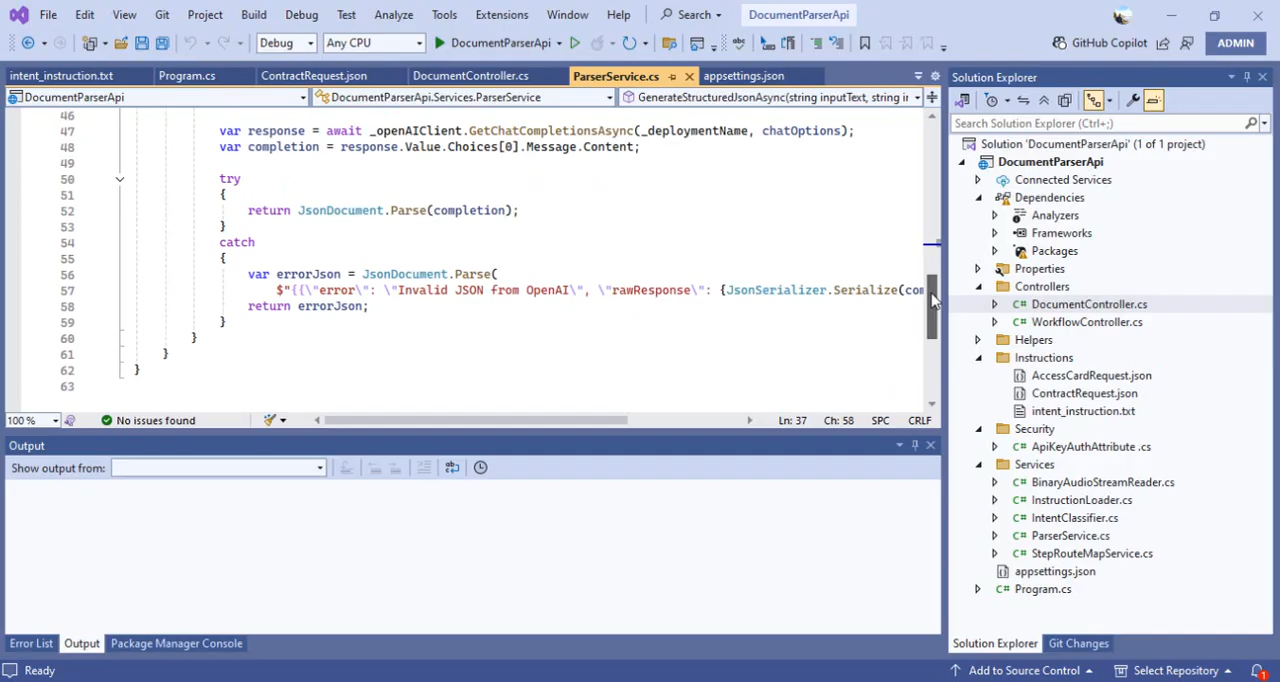 File Edit View Git Project Build Debug Test Analyze Tools Extensions Window Help Search DocumentParserApi
Debug Any CPU DocumentParserApi GitHub Copilot ADMIN
intent_instruction.txt Program.cs ContractRequest.json DocumentController.cs ParserService.cs appsettings.json
DocumentParserApi DocumentParserApi.Services.ParserService GenerateStructuredJsonAsync(string inputText, string in
46
47 var response = await _openAIClient.GetChatCompletionsAsync(_deploymentName, chatOptions);
48 var completion = response.Value.Choices[0].Message.Content;
49
50 try
51 {
52 return JsonDocument.Parse(completion);
53 }
54 catch
55 {
56 var errorJson = JsonDocument.Parse(
57 $"{{\"error\": \"Invalid JSON from OpenAI\", \"rawResponse\": {JsonSerializer.Serialize(com
58 return errorJson;
59 }
60 }
61 }
62 }
63
100 % No issues found Ln: 37 Ch: 58 SPC CRLF
Output
Show output from:
Error List Output Package Manager Console
Solution Explorer
Search Solution Explorer (Ctrl+;)
Solution 'DocumentParserApi' (1 of 1 project)
DocumentParserApi
Connected Services
Dependencies
Analyzers
Frameworks
Packages
Properties
Controllers
C# DocumentController.cs
C# WorkflowController.cs
Helpers
Instructions
AccessCardRequest.json
ContractRequest.json
intent_instruction.txt
Security
C# ApiKeyAuthAttribute .cs
Services
C# BinaryAudioStreamReader.cs
C# InstructionLoader.cs
C# IntentClassifier.cs
C# ParserService.cs
C# StepRouteMapService.cs
appsettings.json
C# Program.cs
Solution Explorer Git Changes
Ready Add to Source Control Select Repository 1